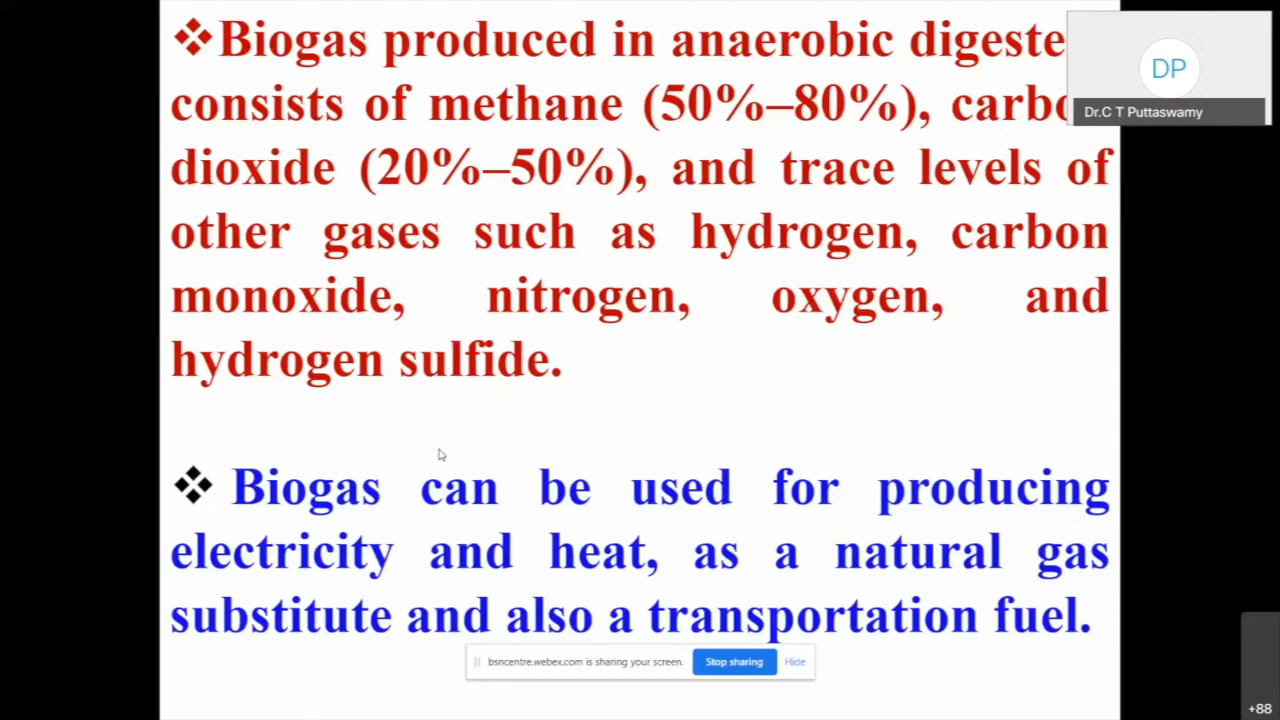 ❖Biogas produced in anaerobic digeste
consists of methane (50%–80%), carbo
dioxide (20%–50%), and trace levels of
other gases such as hydrogen, carbon
monoxide, nitrogen, oxygen, and
hydrogen sulfide.
❖ Biogas can be used for producing
electricity and heat, as a natural gas
substitute and also a transportation fuel.
DP
Dr.C T Puttaswamy
bsncentre.webex.com is sharing your screen. Stop sharing Hide
+88